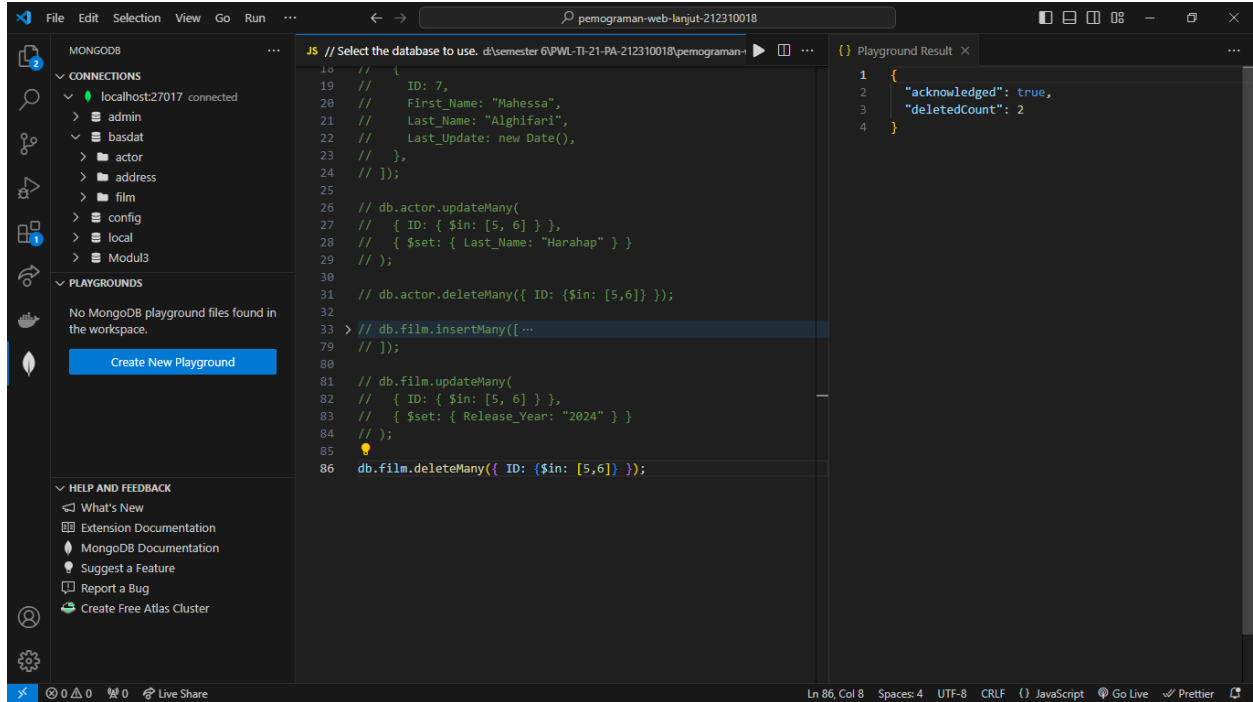 File Edit Selection View Go Run ···
pemograman-web-lanjut-212310018
MONGODB
CONNECTIONS
localhost:27017 connected
admin
basdat
actor
address
film
config
local
Modul3
PLAYGROUNDS
No MongoDB playground files found in
the workspace.
Create New Playground
HELP AND FEEDBACK
What's New
Extension Documentation
MongoDB Documentation
Suggest a Feature
Report a Bug
Create Free Atlas Cluster
2
1
JS // Select the database to use. d:\semester 6\PWL-TI-21-PA-212310018\pemograman-
18 // {
19 // ID: 7,
20 // First_Name: "Mahessa",
21 // Last_Name: "Alghifari",
22 // Last_Update: new Date(),
23 // },
24 // ]);
25
26 // db.actor.updateMany(
27 // { ID: { $in: [5, 6] } },
28 // { $set: { Last_Name: "Harahap" } }
29 // );
30
31 // db.actor.deleteMany({ ID: {$in: [5,6]} });
32
33 // db.film.insertMany([ ···
79 // ]);
80
81 // db.film.updateMany(
82 // { ID: { $in: [5, 6] } },
83 // { $set: { Release_Year: "2024" } }
84 // );
85
86 db.film.deleteMany({ ID: {$in: [5,6]} });
{ } Playground Result
1 {
2 "acknowledged": true,
3 "deletedCount": 2
4 }
0 0 0 Live Share
Ln 86, Col 8 Spaces: 4 UTF-8 CRLF { } JavaScript Go Live Prettier